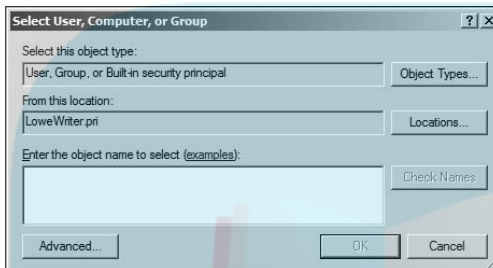 Select User, Computer, or Group
Select this object type:
User, Group, or Built-in security principal
Object Types...
From this location:
LoweWriter.pri
Locations...
Enter the object name to select (examples):
Check Names
Advanced...
OK
Cancel